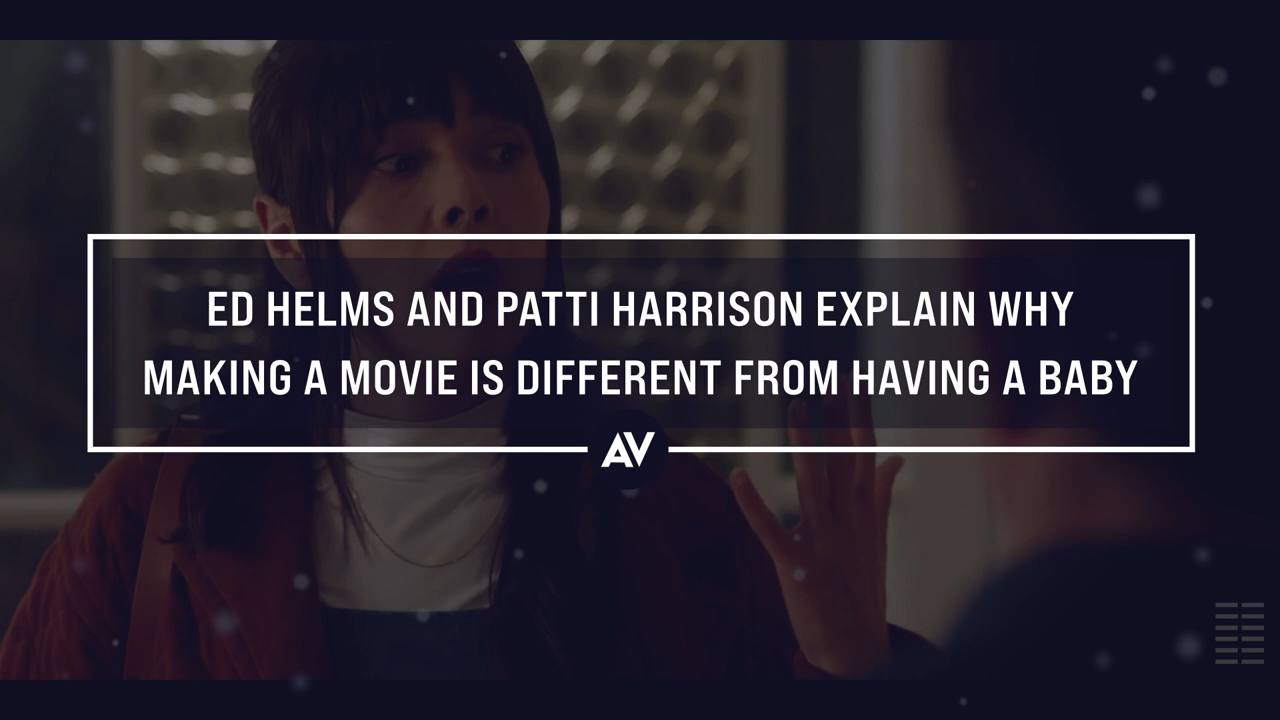 ED HELMS AND PATTI HARRISON EXPLAIN WHY
MAKING A MOVIE IS DIFFERENT FROM HAVING A BABY
AV